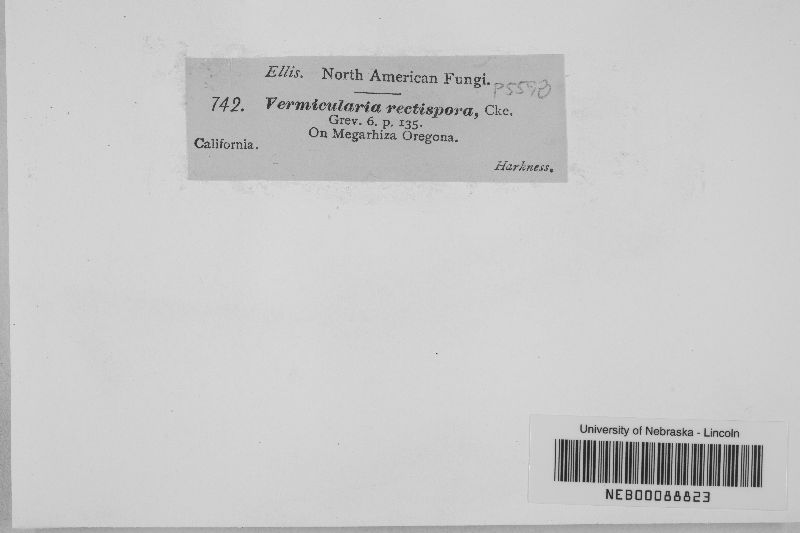 Ellis. North American Fungi.
742. Vermicularia rectispora, Cke.
Grev. 6. p. 135.
On Megarhiza Oregona.
California.
Harkness.
University of Nebraska - Lincoln
NEB00088823